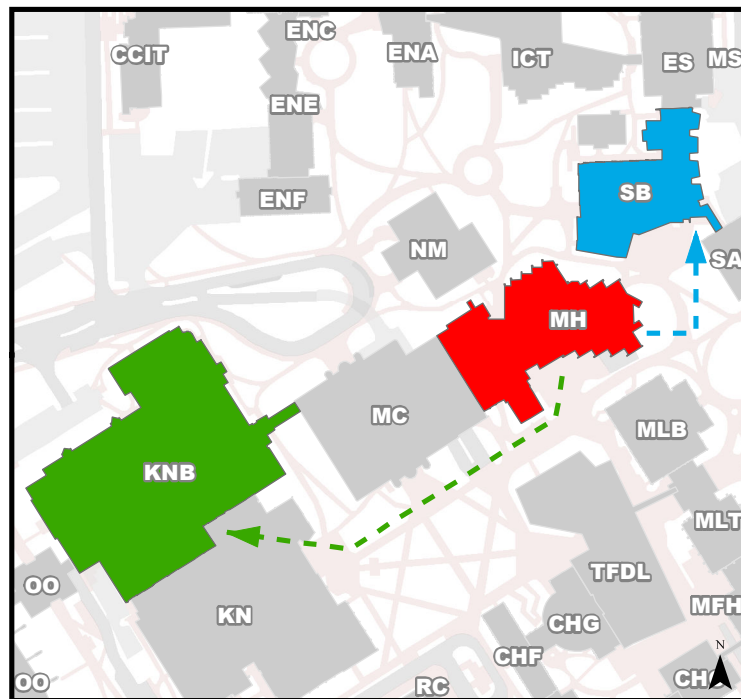 ENC
CCIT
ENA
ICT
ES
MS
ENE
ENF
SB
NM
SA
MH
MC
MLB
KNB
MLT
OO
TFDL
MFH
KN
CHG
CHF
OO
RC
N